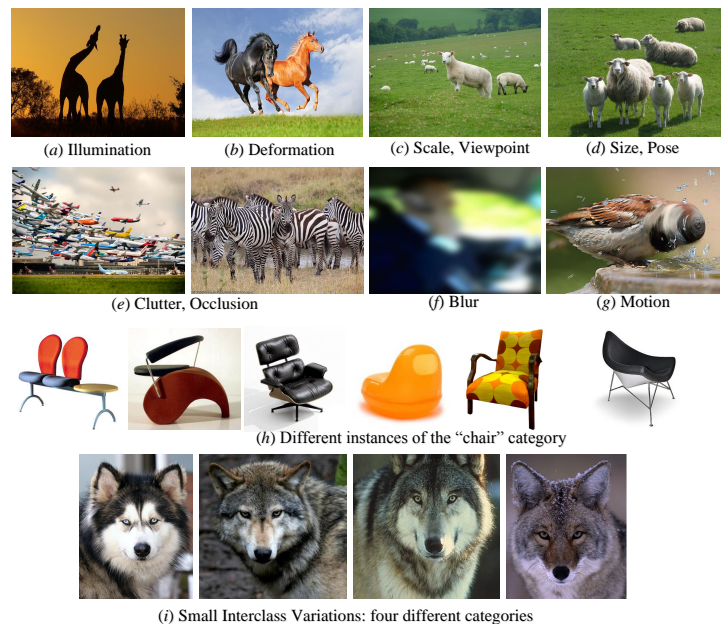 (a) Illumination
(b) Deformation
(c) Scale, Viewpoint
(d) Size, Pose
(e) Clutter, Occlusion
(f) Blur
(g) Motion
(h) Different instances of the “chair” category
(i) Small Interclass Variations: four different categories